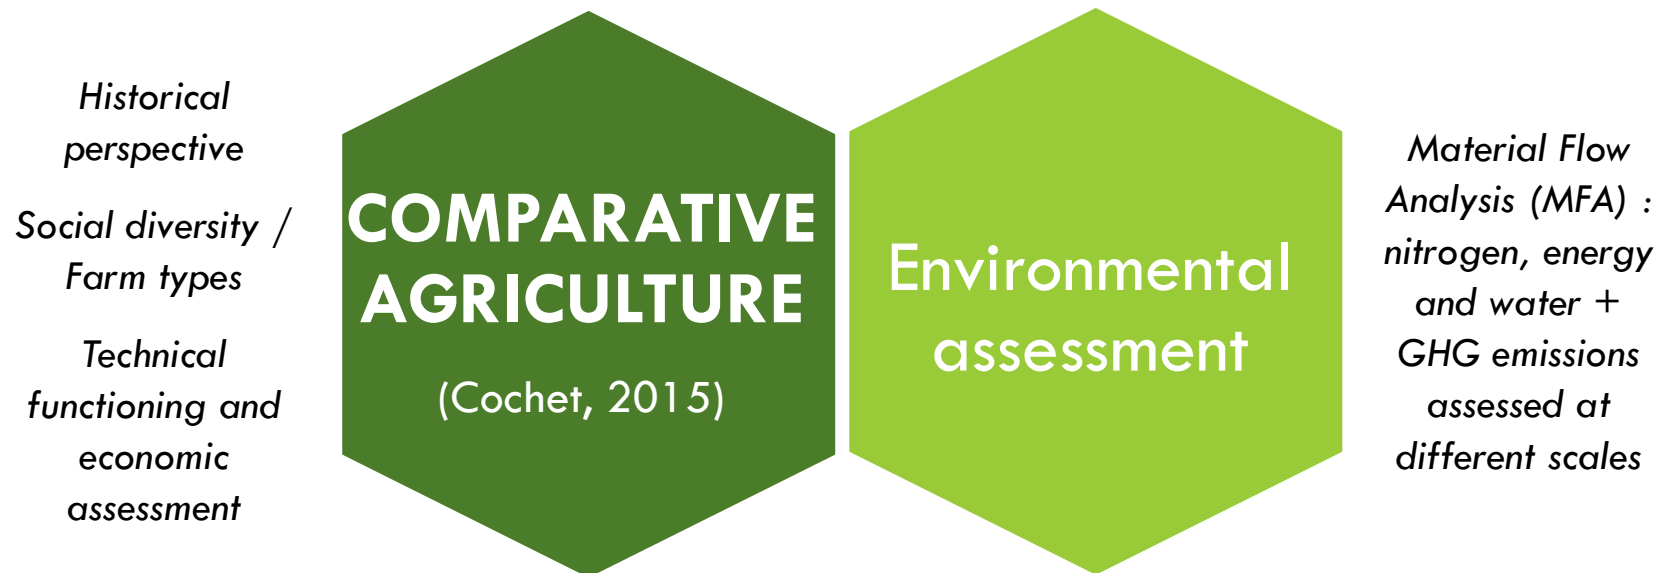 Historical
perspective
Social diversity /
Farm types
Technical
functioning and
economic
assessment
COMPARATIVE
AGRICULTURE
(Cochet, 2015)
Environmental
assessment
Material Flow
Analysis (MFA) :
nitrogen, energy
and water +
GHG emissions
assessed at
different scales